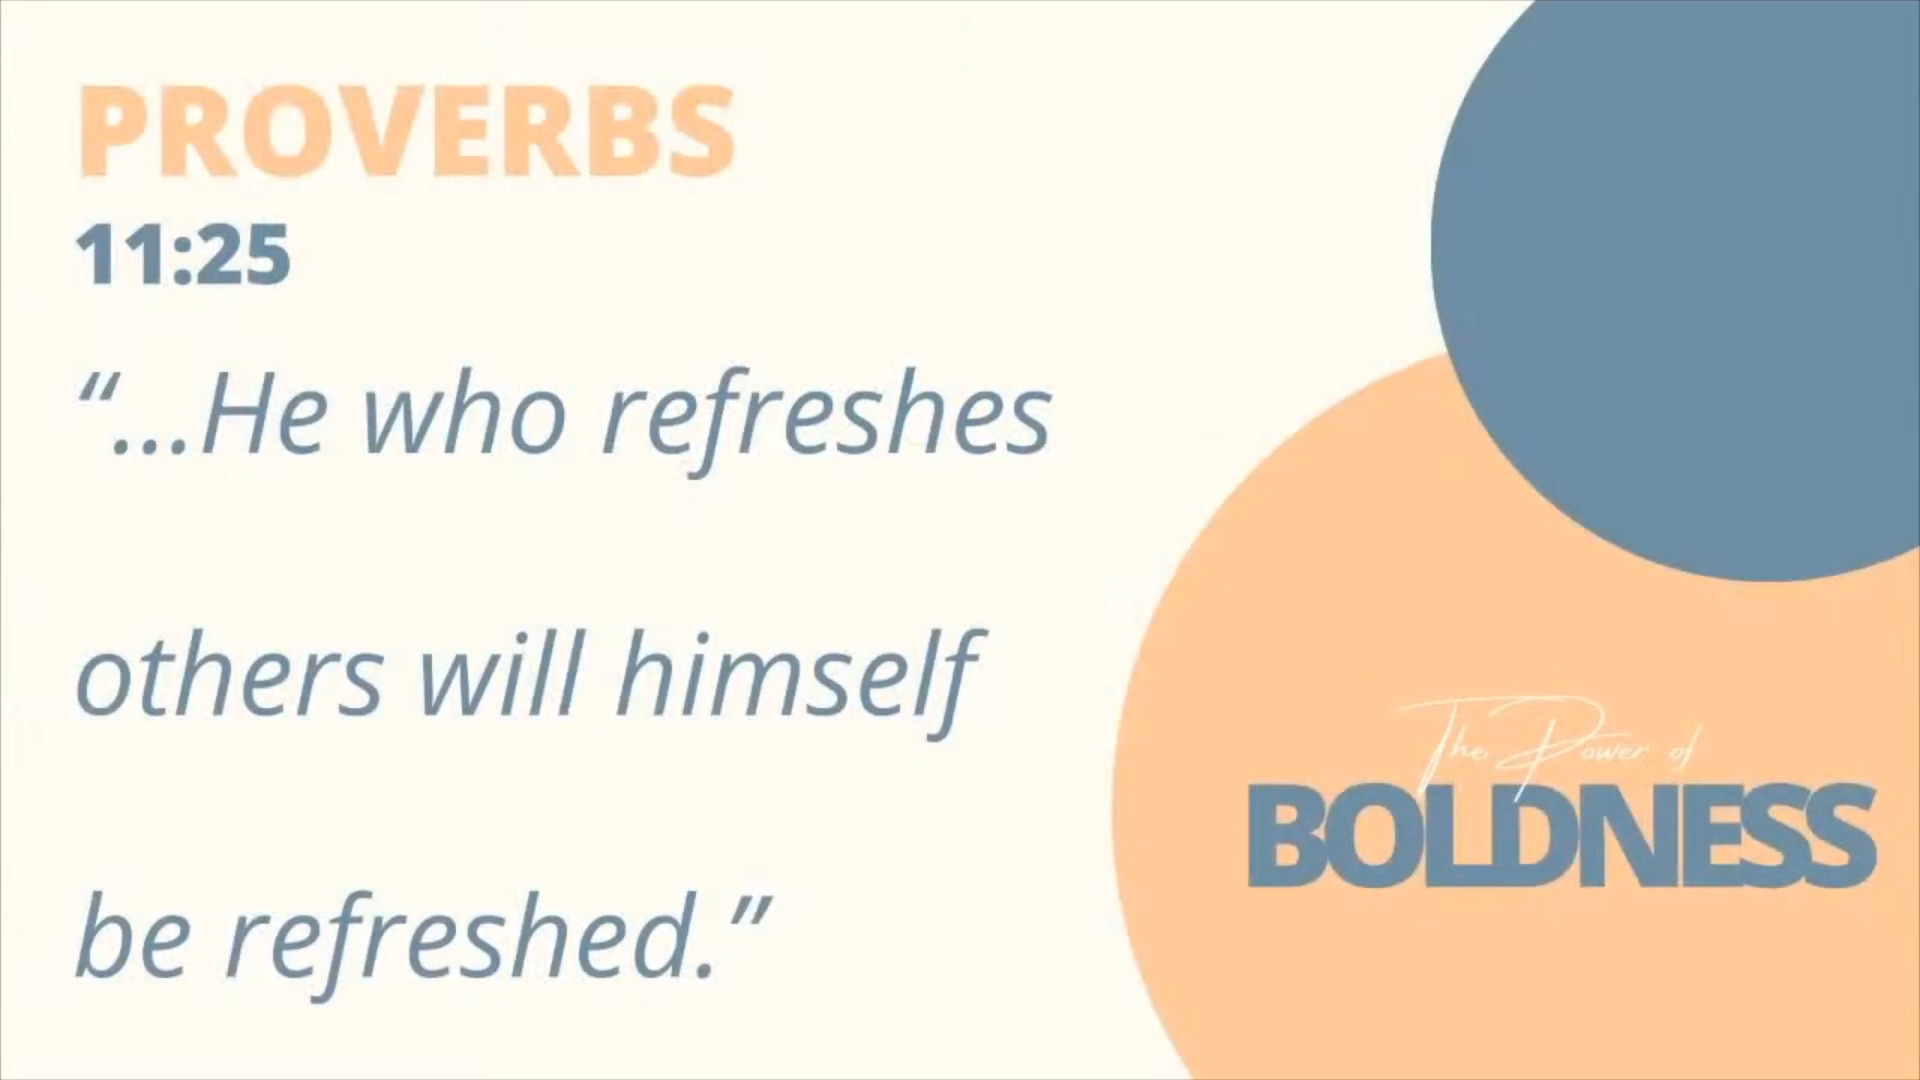 PROVERBS
11:25
“...He who refreshes
others will himself
be refreshed.”
The Power of
BOLDNESS